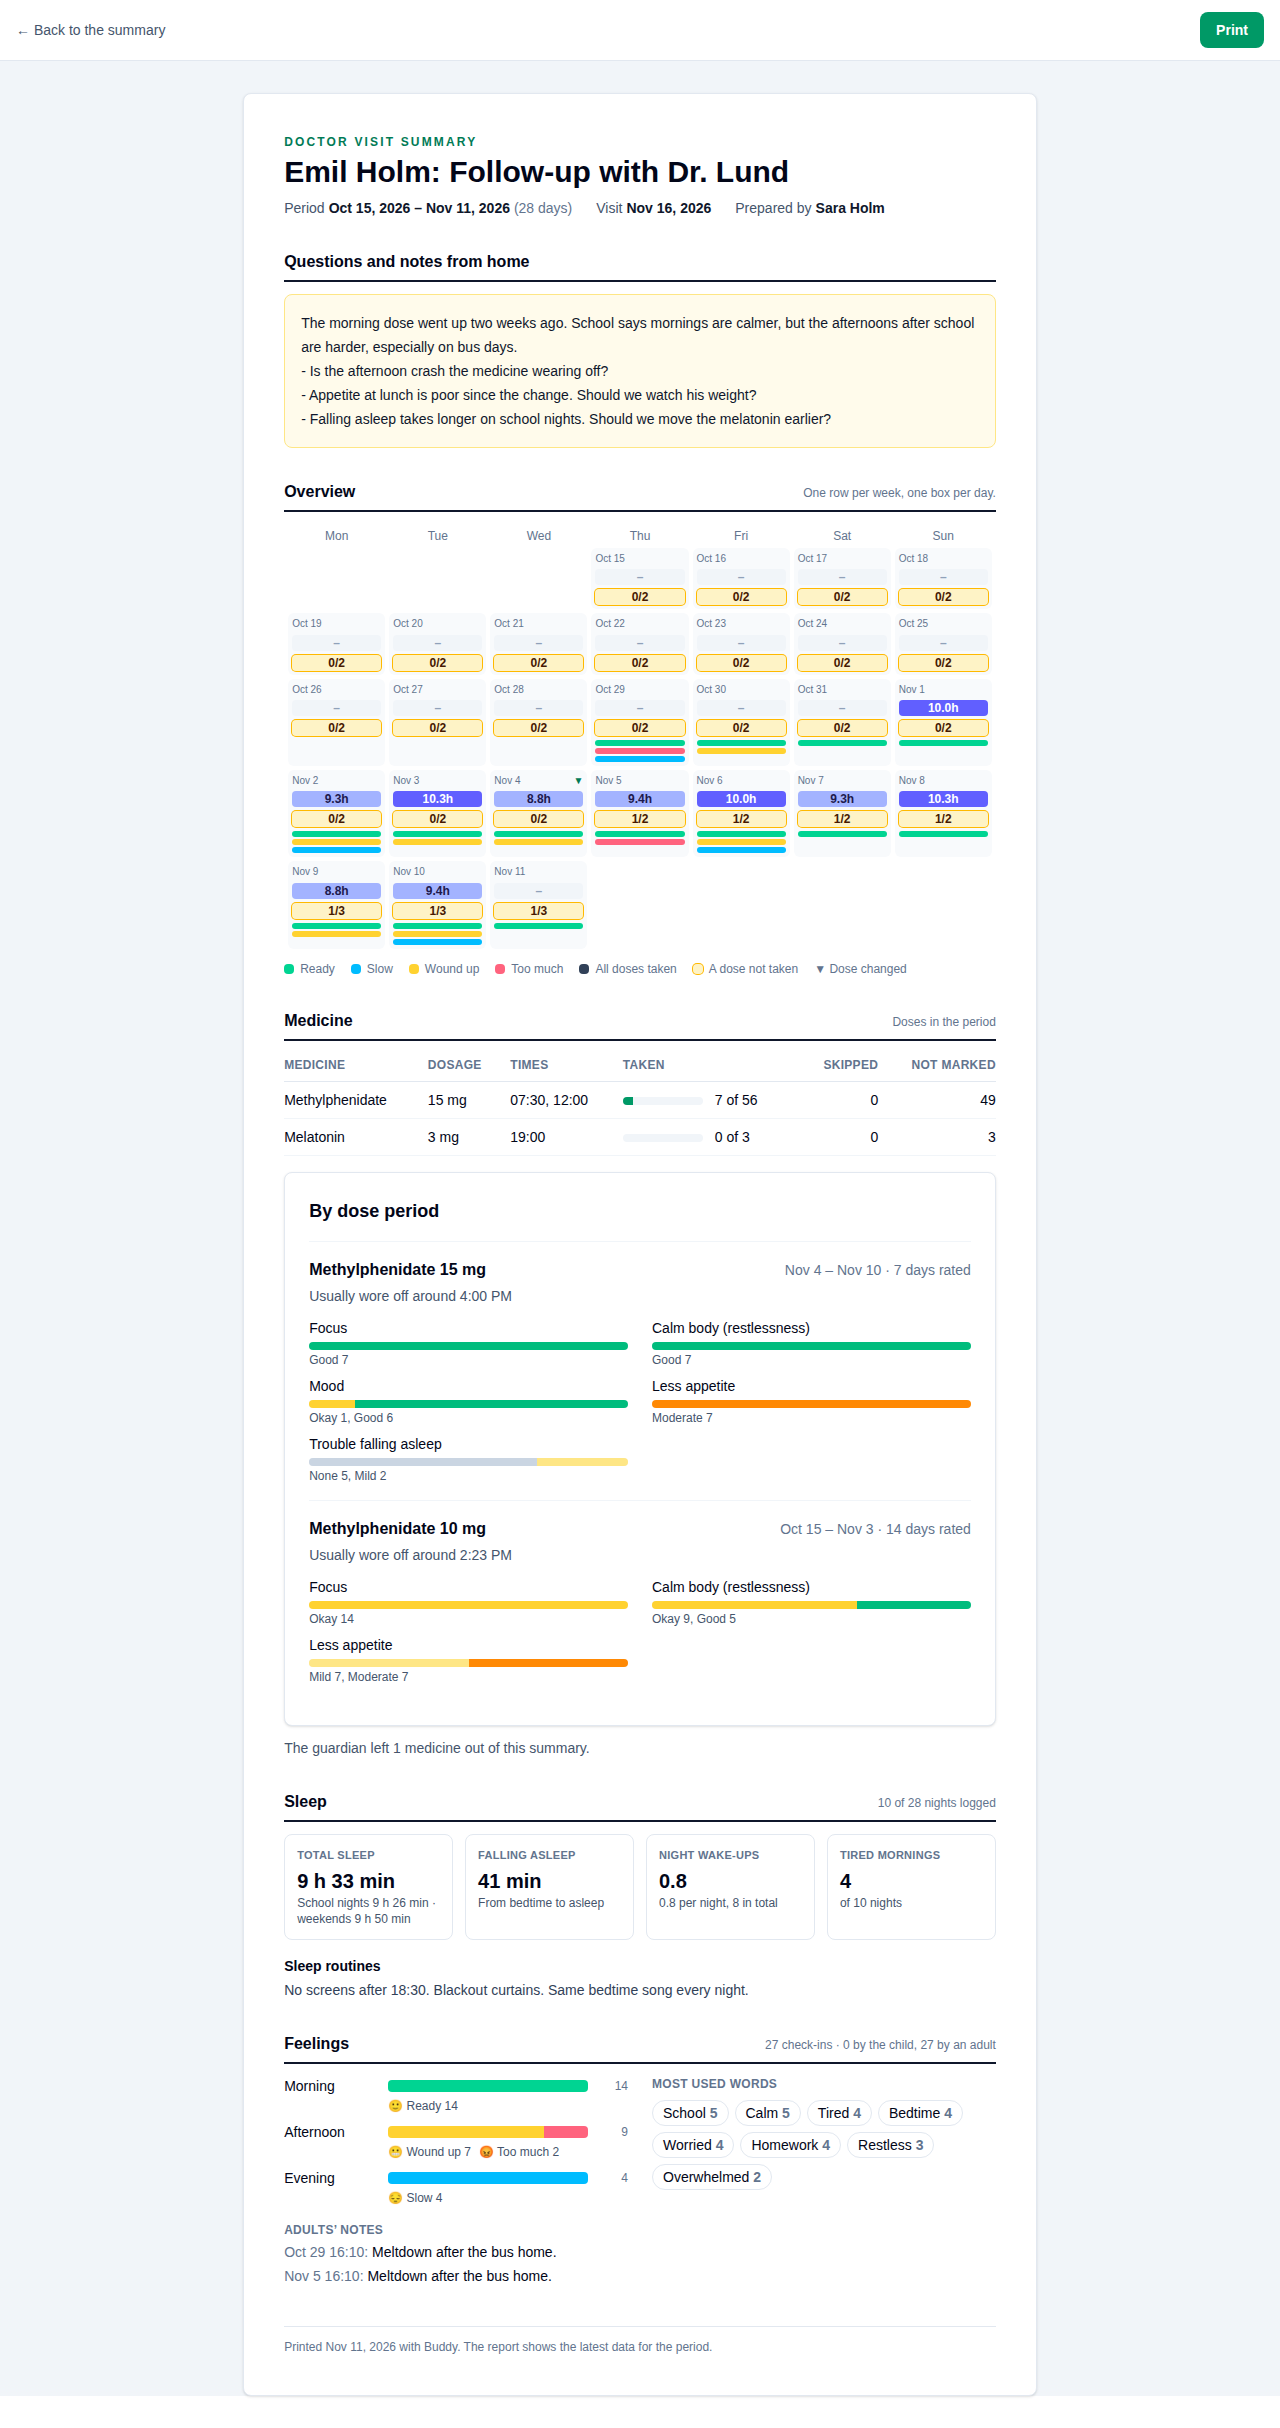 ← Back to the summary
Print
DOCTOR VISIT SUMMARY
Emil Holm: Follow-up with Dr. Lund
Period Oct 15, 2026 – Nov 11, 2026 (28 days) Visit Nov 16, 2026 Prepared by Sara Holm
Questions and notes from home
The morning dose went up two weeks ago. School says mornings are calmer, but the afternoons after school
are harder, especially on bus days.
- Is the afternoon crash the medicine wearing off?
- Appetite at lunch is poor since the change. Should we watch his weight?
- Falling asleep takes longer on school nights. Should we move the melatonin earlier?
Overview One row per week, one box per day.
Mon Tue Wed Thu Fri Sat Sun
Oct 15 Oct 16 Oct 17 Oct 18
– – – –
0/2 0/2 0/2 0/2
Oct 19 Oct 20 Oct 21 Oct 22 Oct 23 Oct 24 Oct 25
– – – – – – –
0/2 0/2 0/2 0/2 0/2 0/2 0/2
Oct 26 Oct 27 Oct 28 Oct 29 Oct 30 Oct 31 Nov 1
– – – – – – 10.0h
0/2 0/2 0/2 0/2 0/2 0/2 0/2
Nov 2 Nov 3 Nov 4 ▼ Nov 5 Nov 6 Nov 7 Nov 8
9.3h 10.3h 8.8h 9.4h 10.0h 9.3h 10.3h
0/2 0/2 0/2 1/2 1/2 1/2 1/2
Nov 9 Nov 10 Nov 11
8.8h 9.4h –
1/3 1/3 1/3
Ready Slow Wound up Too much All doses taken A dose not taken ▼ Dose changed
Medicine Doses in the period
MEDICINE DOSAGE TIMES TAKEN SKIPPED NOT MARKED
Methylphenidate 15 mg 07:30, 12:00 7 of 56 0 49
Melatonin 3 mg 19:00 0 of 3 0 3
By dose period
Methylphenidate 15 mg Nov 4 – Nov 10 · 7 days rated
Usually wore off around 4:00 PM
Focus Calm body (restlessness)
Good 7 Good 7
Mood Less appetite
Okay 1, Good 6 Moderate 7
Trouble falling asleep
None 5, Mild 2
Methylphenidate 10 mg Oct 15 – Nov 3 · 14 days rated
Usually wore off around 2:23 PM
Focus Calm body (restlessness)
Okay 14 Okay 9, Good 5
Less appetite
Mild 7, Moderate 7
The guardian left 1 medicine out of this summary.
Sleep 10 of 28 nights logged
TOTAL SLEEP FALLING ASLEEP NIGHT WAKE-UPS TIRED MORNINGS
9 h 33 min 41 min 0.8 4
School nights 9 h 26 min · From bedtime to asleep 0.8 per night, 8 in total of 10 nights
weekends 9 h 50 min
Sleep routines
No screens after 18:30. Blackout curtains. Same bedtime song every night.
Feelings 27 check-ins · 0 by the child, 27 by an adult
Morning 14 MOST USED WORDS
🙂 Ready 14 School 5 Calm 5 Tired 4 Bedtime 4
Afternoon 9
😬 Wound up 7 😡 Too much 2 Worried 4 Homework 4 Restless 3
Evening 4 Overwhelmed 2
😔 Slow 4
ADULTS’ NOTES
Oct 29 16:10: Meltdown after the bus home.
Nov 5 16:10: Meltdown after the bus home.
Printed Nov 11, 2026 with Buddy. The report shows the latest data for the period.